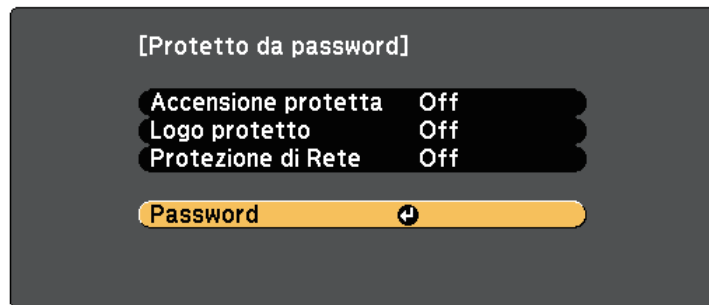 [Protetto da password]
Accensione protetta Off
Logo protetto Off
Protezione di Rete Off
Password